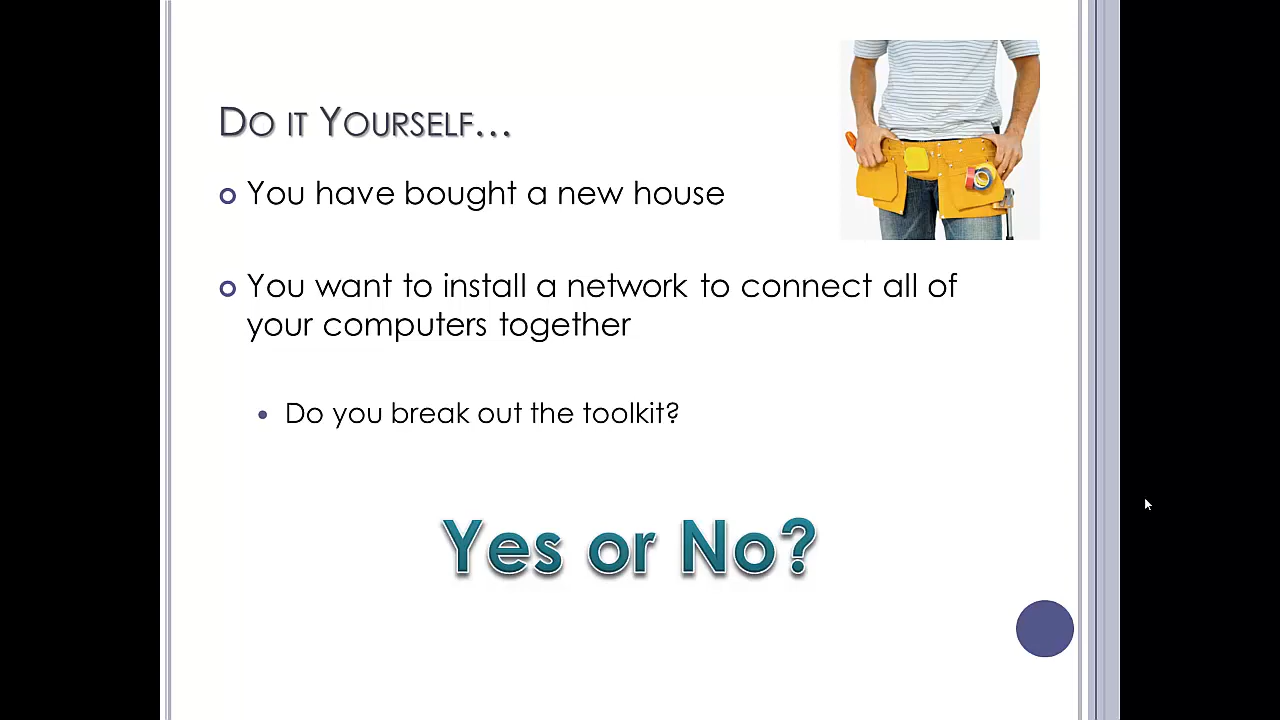 Do it Yourself...
You have bought a new house
You want to install a network to connect all of
your computers together
Do you break out the toolkit?
Yes or No?